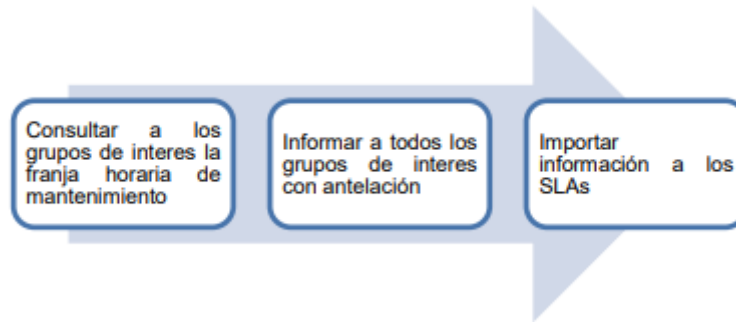 Consultar a los
grupos de interes la
franja horaria de
mantenimiento
Informar a todos los
grupos de interes
con antelación
Importar
información a los
SLAs